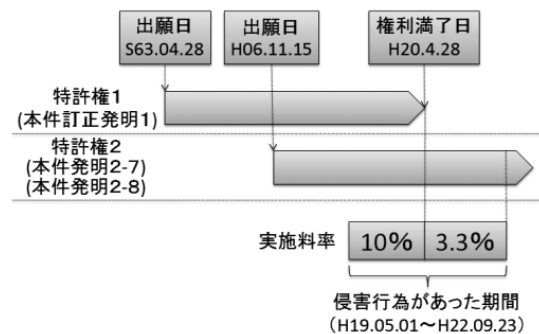 出願日
S63.04.28
出願日
H06.11.15
権利満了日
H20.4.28
特許権1
(本件訂正発明1)
特許権2
(本件発明2-7)
(本件発明2-8)
実施料率
10%
3.3%
侵害行為があった期間
(H19.05.01～H22.09.23)